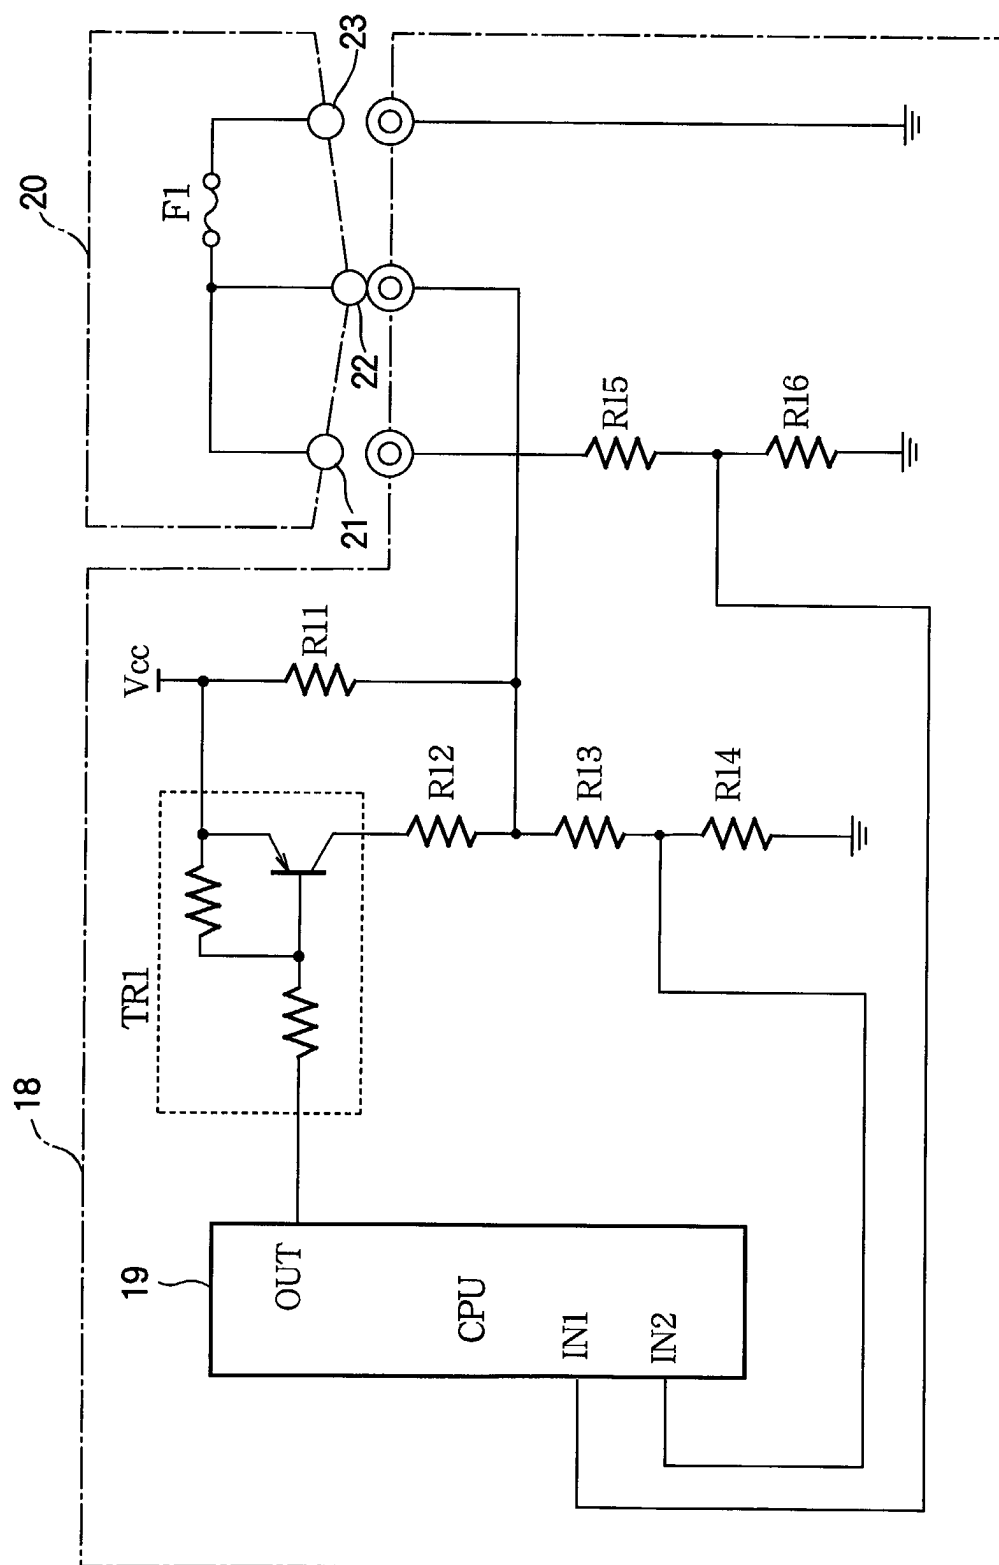 18
20
23
F1
22
21
Vcc
R11
TR1
R12
R13
R14
R15
R16
19
OUT
CPU
IN1
IN2